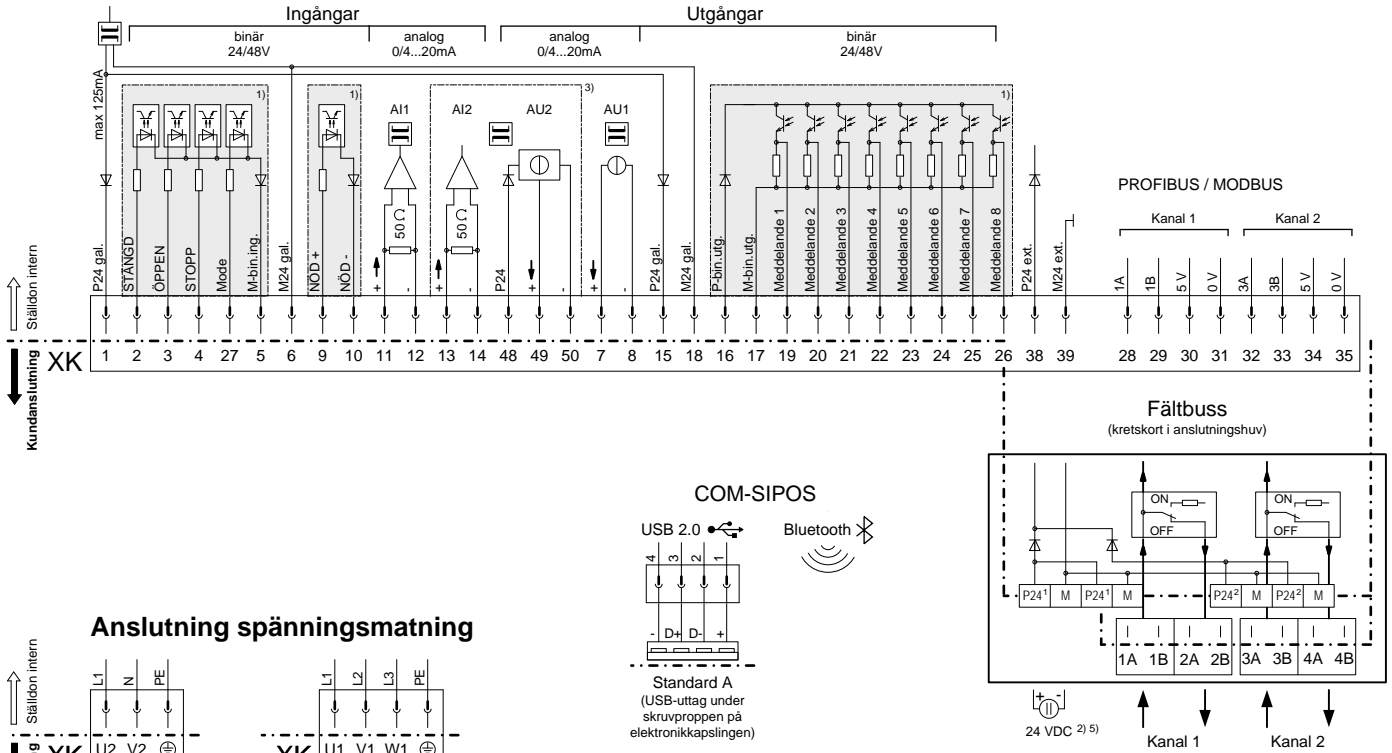 Ingångar
Utgångar
binär
24/48V
analog
0/4...20mA
analog
0/4...20mA
binär
24/48V
max 125mA
1)
1)
AI1
AI2
AU2
3)
AU1
1)
50 Ω
50 Ω
PROFIBUS / MODBUS
Kanal 1
Kanal 2
Ställdon intern
P24 gal.
STÄNGD
ÖPPEN
STOPP
Mode
M-bin.ing.
M24 gal.
NÖD +
NÖD -
+
-
+
-
P24
+
-
+
-
P24 gal.
M24 gal.
P-bin.utg.
M-bin.utg.
Meddelande 1
Meddelande 2
Meddelande 3
Meddelande 4
Meddelande 5
Meddelande 6
Meddelande 7
Meddelande 8
P24 ext.
M24 ext.
1A
1B
5 V
0 V
3A
3B
5 V
0 V
XK 1 2 3 4 27 5 6 9 10 11 12 13 14 48 49 50 7 8 15 18 16 17 19 20 21 22 23 24 25 26 38 39 28 29 30 31 32 33 34 35
Kundanslutning
Fältbuss
(kretskort i anslutningshuv)
ON
OFF
ON
OFF
P24¹ M P24¹ M P24² M P24² M
1A 1B 2A 2B 3A 3B 4A 4B
+ -
24 VDC 2) 5)
Kanal 1
Kanal 2
COM-SIPOS
USB 2.0
Bluetooth
4 3 2 1
- D+ D- +
Standard A
(USB-uttag under
skruvproppen på
elektronikkapslingen)
Anslutning spänningsmatning
Ställdon intern
L1 N PE
L1 L2 L3 PE
XK U2 V2
XK U1 V1 W1